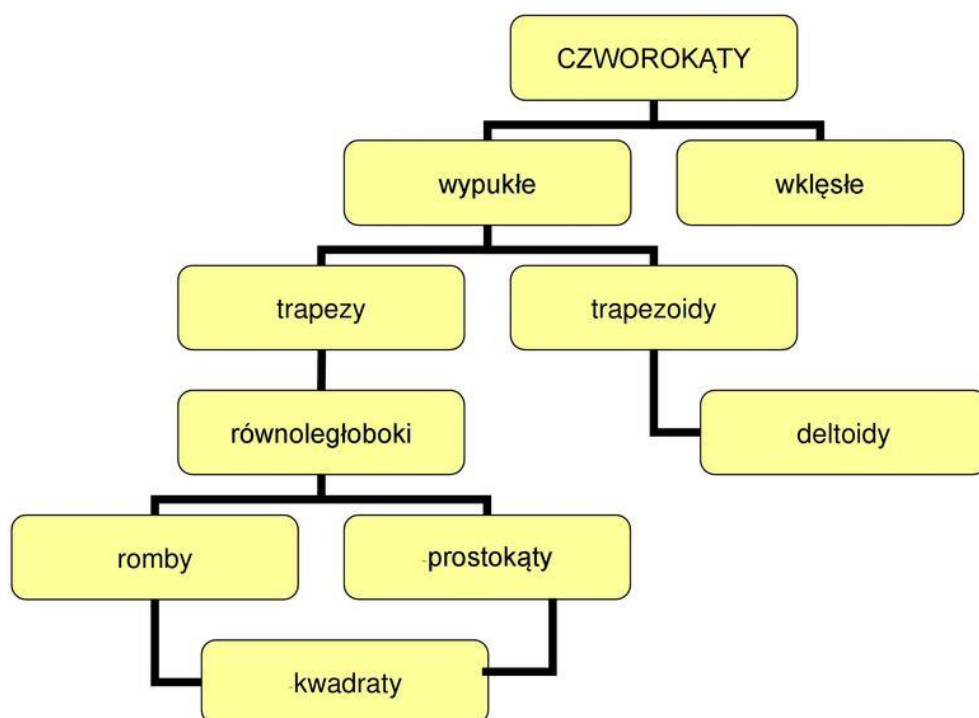 CZWOROKĄTY
wypukłe
wklęsłe
trapezy
trapezoidy
równoległoboki
deltoidy
romby
prostokąty
kwadraty